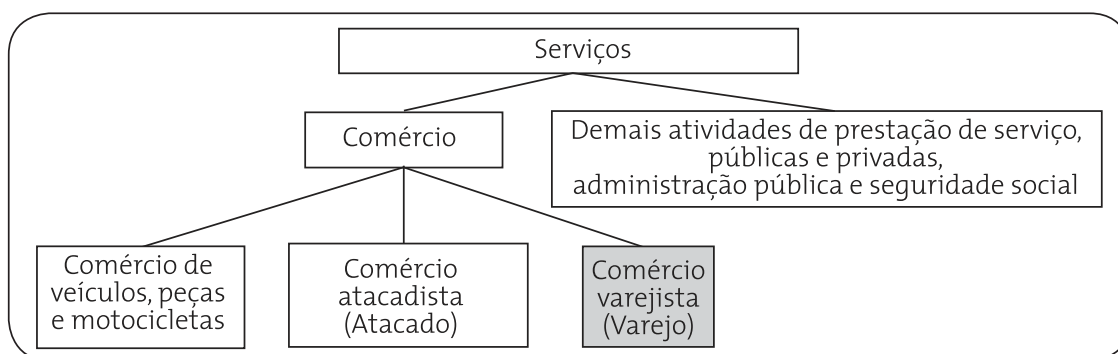 Serviços
Comércio
Demais atividades de prestação de serviço,
públicas e privadas,
administração pública e seguridade social
Comércio de
veículos, peças
e motocicletas
Comércio
atacadista
(Atacado)
Comércio
varejista
(Varejo)